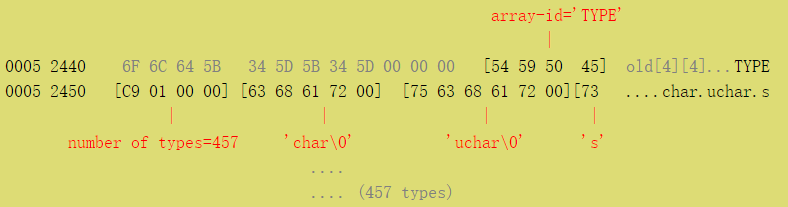 array-id='TYPE'
|
0005 2440 6F 6C 64 5B 34 5D 5B 34 5D 00 00 00 [54 59 50 45] old[4][4]...TYPE
0005 2450 [C9 01 00 00] [63 68 61 72 00] [75 63 68 61 72 00][73 ....char.uchar.s
| | | |
number of types=457 'char\0' 'uchar\0' 's'
....
.... (457 types)